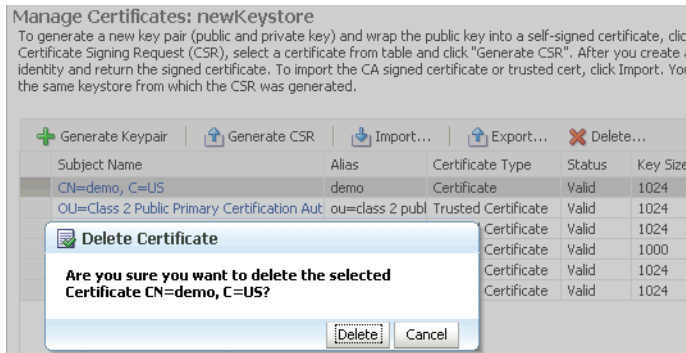 Manage Certificates: newKeystore
To generate a new key pair (public and private key) and wrap the public key into a self-signed certificate, clic
Certificate Signing Request (CSR), select a certificate from table and click "Generate CSR". After you create a
identity and return the signed certificate. To import the CA signed certificate or trusted cert, click Import. You
the same keystore from which the CSR was generated.
Generate Keypair Generate CSR Import... Export... Delete...
Subject Name Alias Certificate Type Status Key Size
CN=demo, C=US demo Certificate Valid 1024
OU=Class 2 Public Primary Certification Aut ou=class 2 publ Trusted Certificate Valid 1024
Certificate Valid 1024
Certificate Valid 1000
Certificate Valid 1024
Certificate Valid 1024
Delete Certificate
Are you sure you want to delete the selected
Certificate CN=demo, C=US?
Delete Cancel